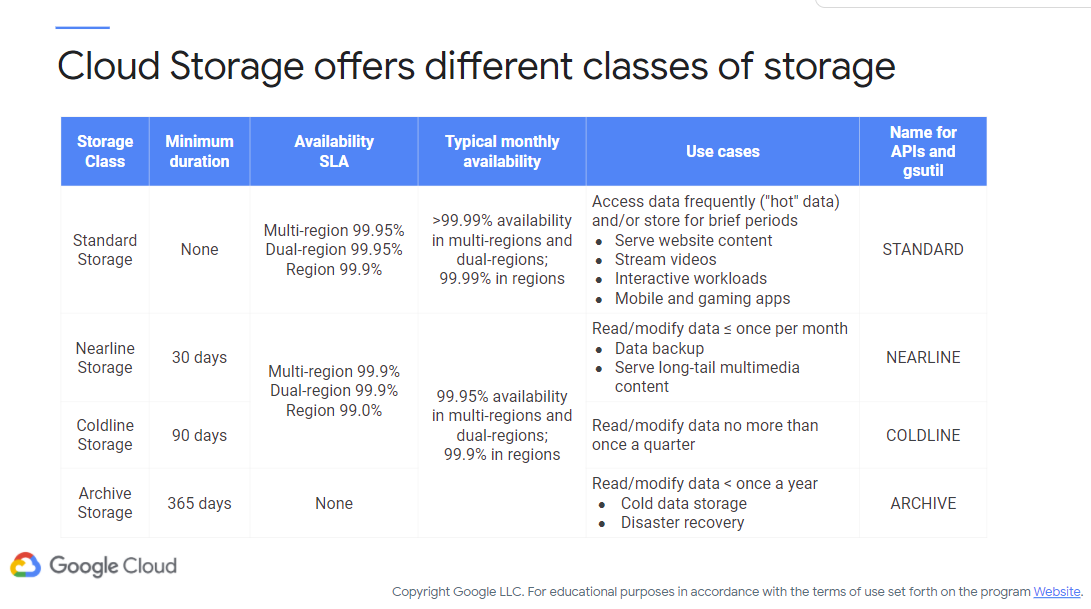 Cloud Storage offers different classes of storage
Storage
Class
Minimum
duration
Availability
SLA
Typical monthly
availability
Use cases
Name for
APIs and
gsutil
Standard
Storage
None
Multi-region 99.95%
Dual-region 99.95%
Region 99.9%
>99.99% availability
in multi-regions and
dual-regions;
99.99% in regions
Access data frequently ("hot" data)
and/or store for brief periods
● Serve website content
● Stream videos
● Interactive workloads
● Mobile and gaming apps
STANDARD
Nearline
Storage
30 days
Multi-region 99.9%
Dual-region 99.9%
Region 99.0%
99.95% availability
in multi-regions and
dual-regions;
99.9% in regions
Read/modify data ≤ once per month
● Data backup
● Serve long-tail multimedia
content
NEARLINE
Coldline
Storage
90 days
Read/modify data no more than
once a quarter
COLDLINE
Archive
Storage
365 days
None
Read/modify data < once a year
● Cold data storage
● Disaster recovery
ARCHIVE
Google Cloud
Copyright Google LLC. For educational purposes in accordance with the terms of use set forth on the program Website.